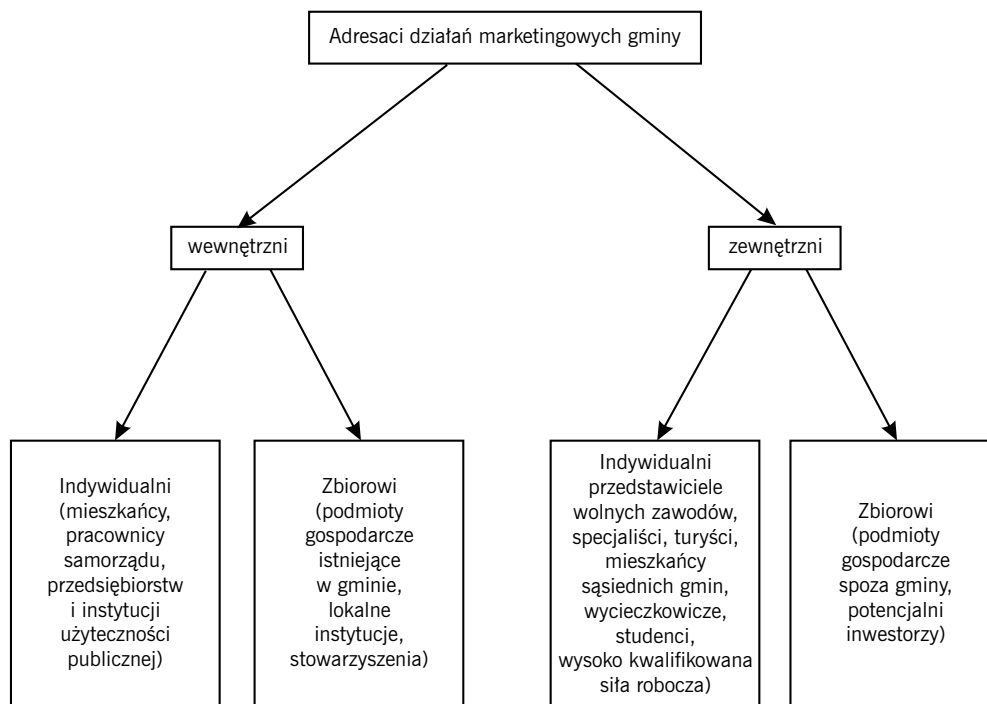 Adresaci działań marketingowych gminy
wewnętrzni
zewnętrzni
Indywidualni
(mieszkańcy,
pracownicy
samorządu,
przedsiębiorstw
i instytucji
użyteczności
publicznej)
Zbiorowi
(podmioty
gospodarcze
istniejące
w gminie,
lokalne
instytucje,
stowarzyszenia)
Indywidualni
przedstawiciele
wolnych zawodów,
specjaliści, turyści,
mieszkańcy
sąsiednich gmin,
wycieczkowicze,
studenci,
wysoko kwalifikowana
siła robocza)
Zbiorowi
(podmioty
gospodarcze
spoza gminy,
potencjalni
inwestorzy)